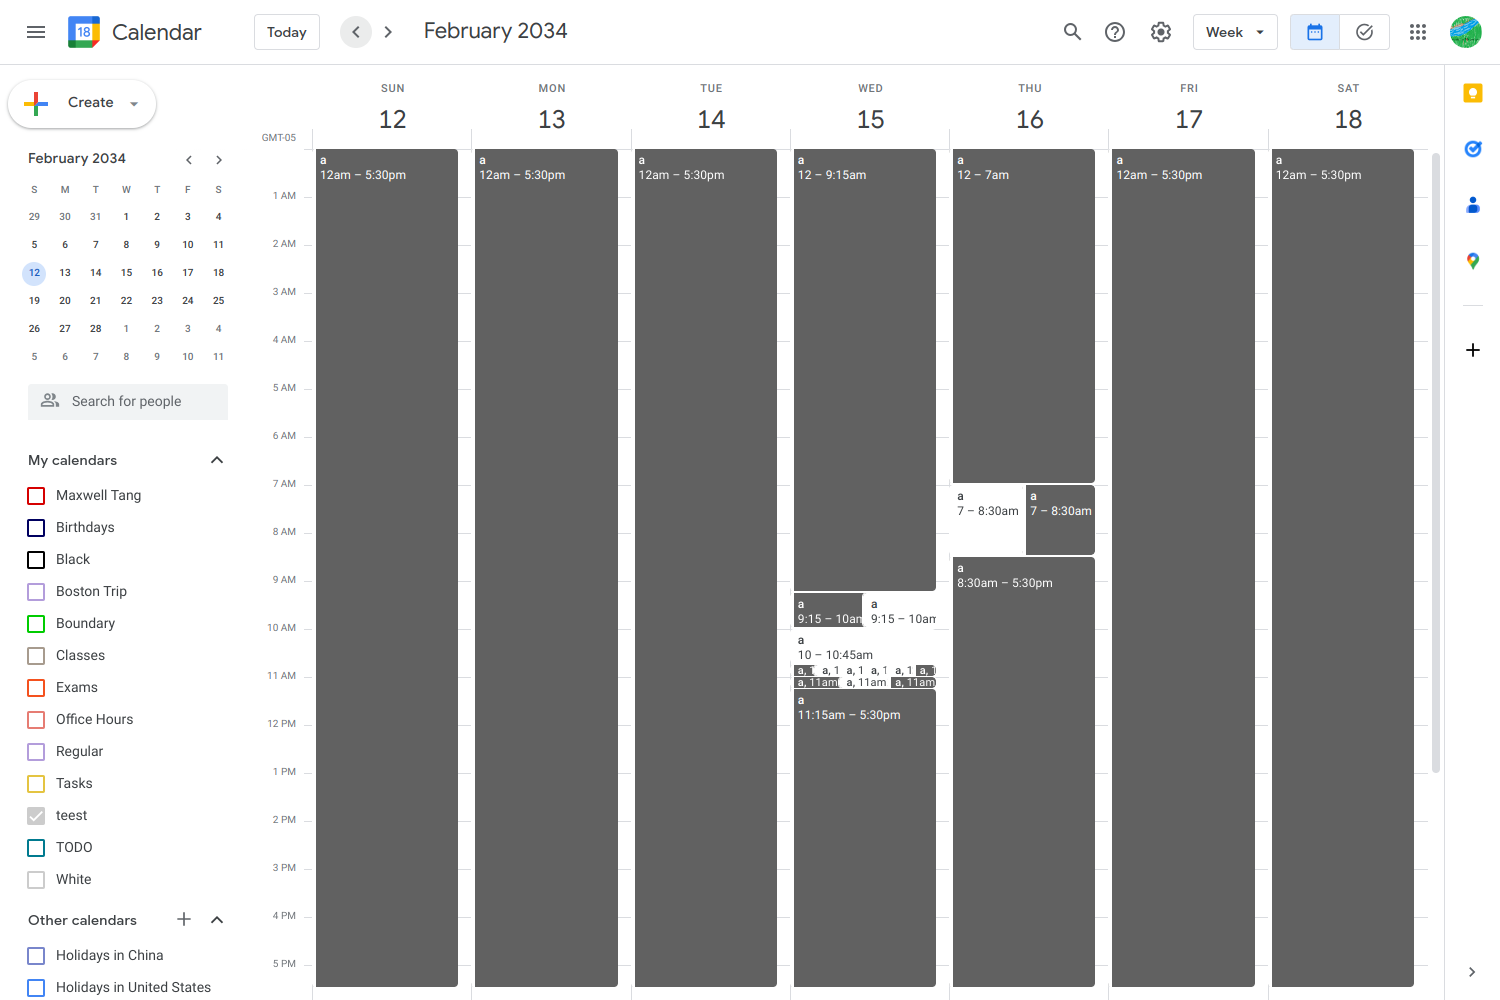 18 Calendar Today February 2034 Week
Create
February 2034
S M T W T F S
29 30 31 1 2 3 4
5 6 7 8 9 10 11
12 13 14 15 16 17 18
19 20 21 22 23 24 25
26 27 28 1 2 3 4
5 6 7 8 9 10 11
Search for people
My calendars
Maxwell Tang
Birthdays
Black
Boston Trip
Boundary
Classes
Exams
Office Hours
Regular
Tasks
teest
TODO
White
Other calendars
Holidays in China
Holidays in United States
SUN MON TUE WED THU FRI SAT
12 13 14 15 16 17 18
GMT-05
1 AM
2 AM
3 AM
4 AM
5 AM
6 AM
7 AM
8 AM
9 AM
10 AM
11 AM
12 PM
1 PM
2 PM
3 PM
4 PM
5 PM
a
12am – 5:30pm
a
12am – 5:30pm
a
12am – 5:30pm
a
12 – 9:15am
a
9:15 – 10am
a
9:15 – 10am
a
10 – 10:45am
a, 1 a, 1 a, 1 a, 1 a, 1 a, 1
a, 11am a, 11am a, 11am
a
11:15am – 5:30pm
a
12 – 7am
a
7 – 8:30am
a
7 – 8:30am
a
8:30am – 5:30pm
a
12am – 5:30pm
a
12am – 5:30pm